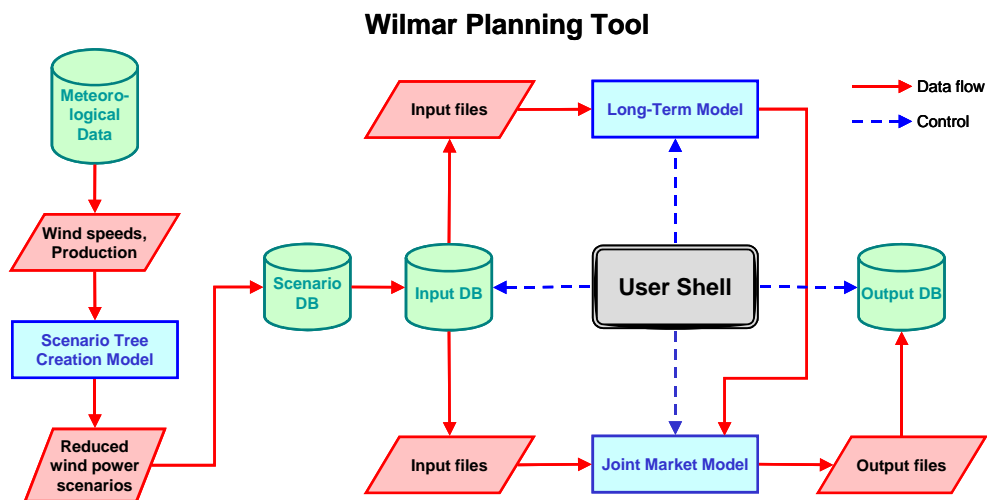 Wilmar Planning Tool
Meteoro-
logical
Data
Wind speeds,
Production
Scenario Tree
Creation Model
Reduced
wind power
scenarios
Scenario
DB
Input DB
Input files
Input files
Long-Term Model
User Shell
Joint Market Model
Output files
Output DB
Data flow
Control